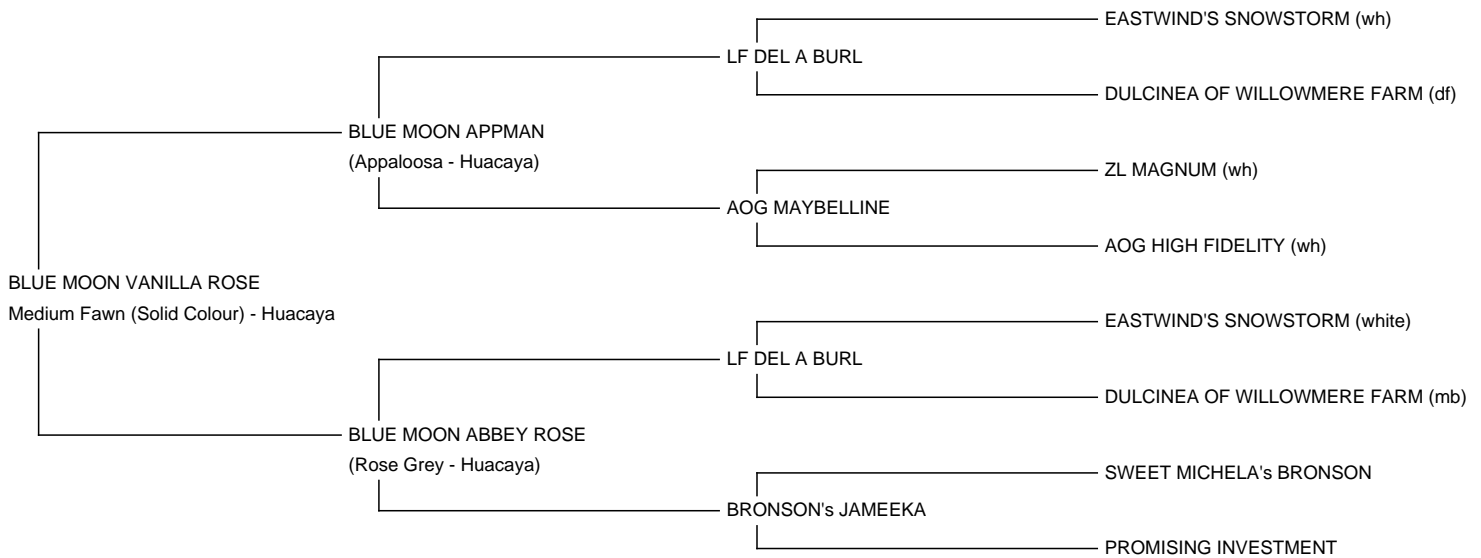 EASTWIND'S SNOWSTORM (wh)
LF DEL A BURL
DULCINEA OF WILLOWMERE FARM (df)
BLUE MOON APPMAN
(Appaloosa - Huacaya)
ZL MAGNUM (wh)
AOG MAYBELLINE
AOG HIGH FIDELITY (wh)
BLUE MOON VANILLA ROSE
Medium Fawn (Solid Colour) - Huacaya
EASTWIND'S SNOWSTORM (white)
LF DEL A BURL
DULCINEA OF WILLOWMERE FARM (mb)
BLUE MOON ABBEY ROSE
(Rose Grey - Huacaya)
SWEET MICHELA's BRONSON
BRONSON's JAMEEKA
PROMISING INVESTMENT